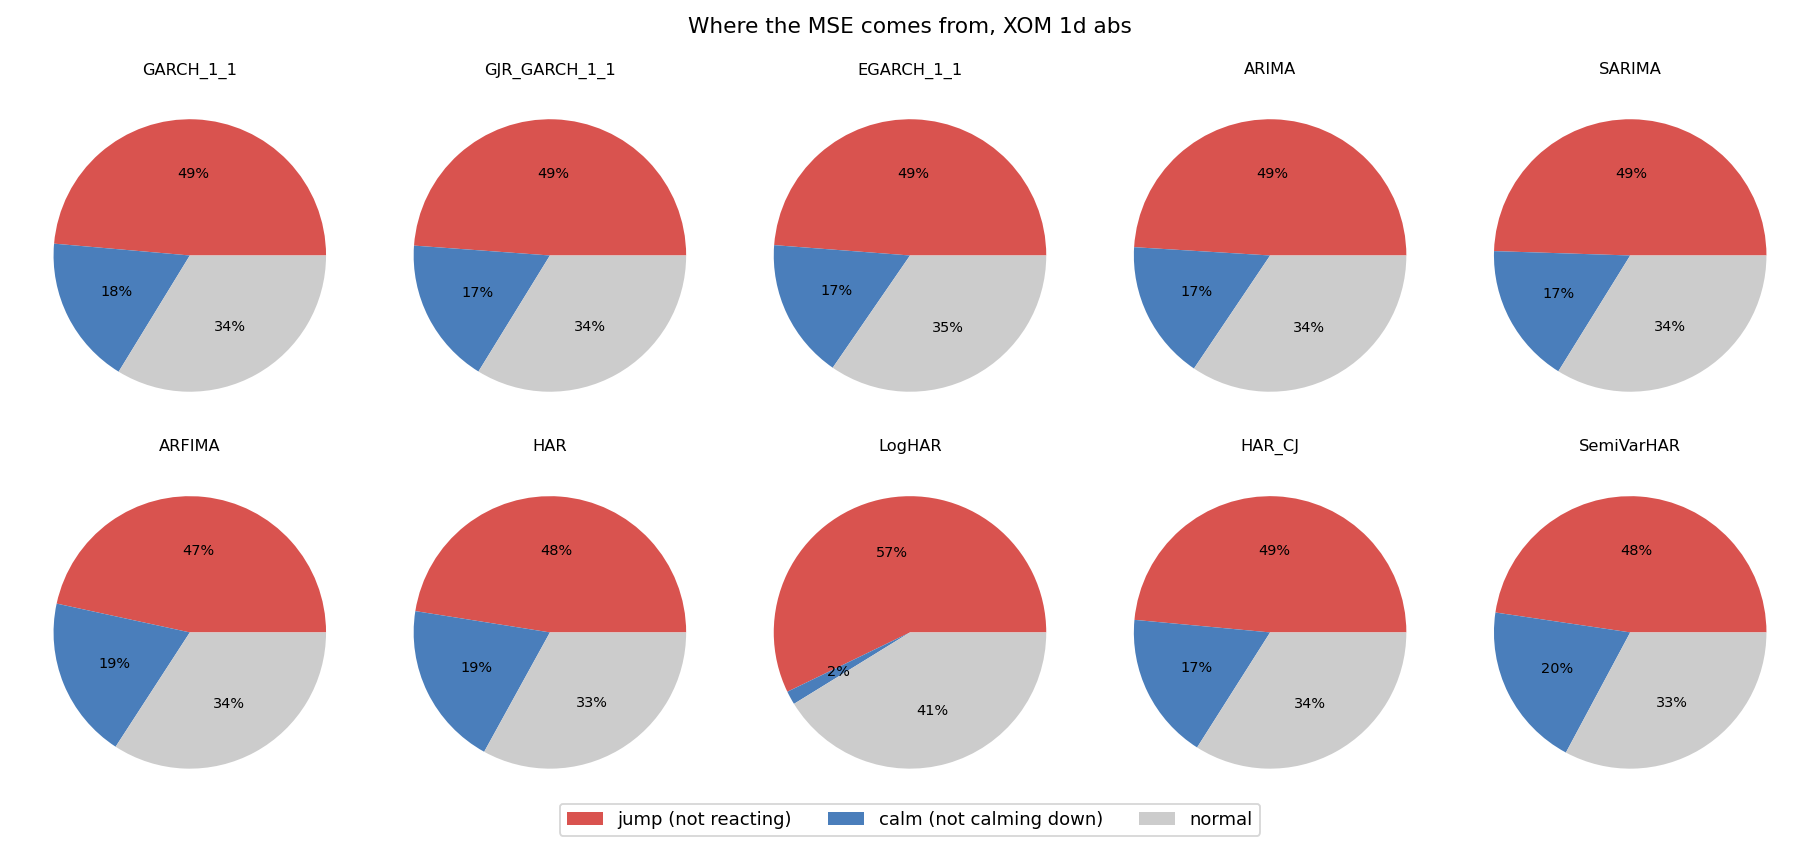 Where the MSE comes from, XOM 1d abs
GARCH_1_1
GJR_GARCH_1_1
EGARCH_1_1
ARIMA
SARIMA
49%
18%
34%
49%
17%
34%
49%
17%
35%
49%
17%
34%
49%
17%
34%
ARFIMA
HAR
LogHAR
HAR_CJ
SemiVarHAR
47%
19%
34%
48%
19%
33%
57%
2%
41%
49%
17%
34%
48%
20%
33%
jump (not reacting)
calm (not calming down)
normal